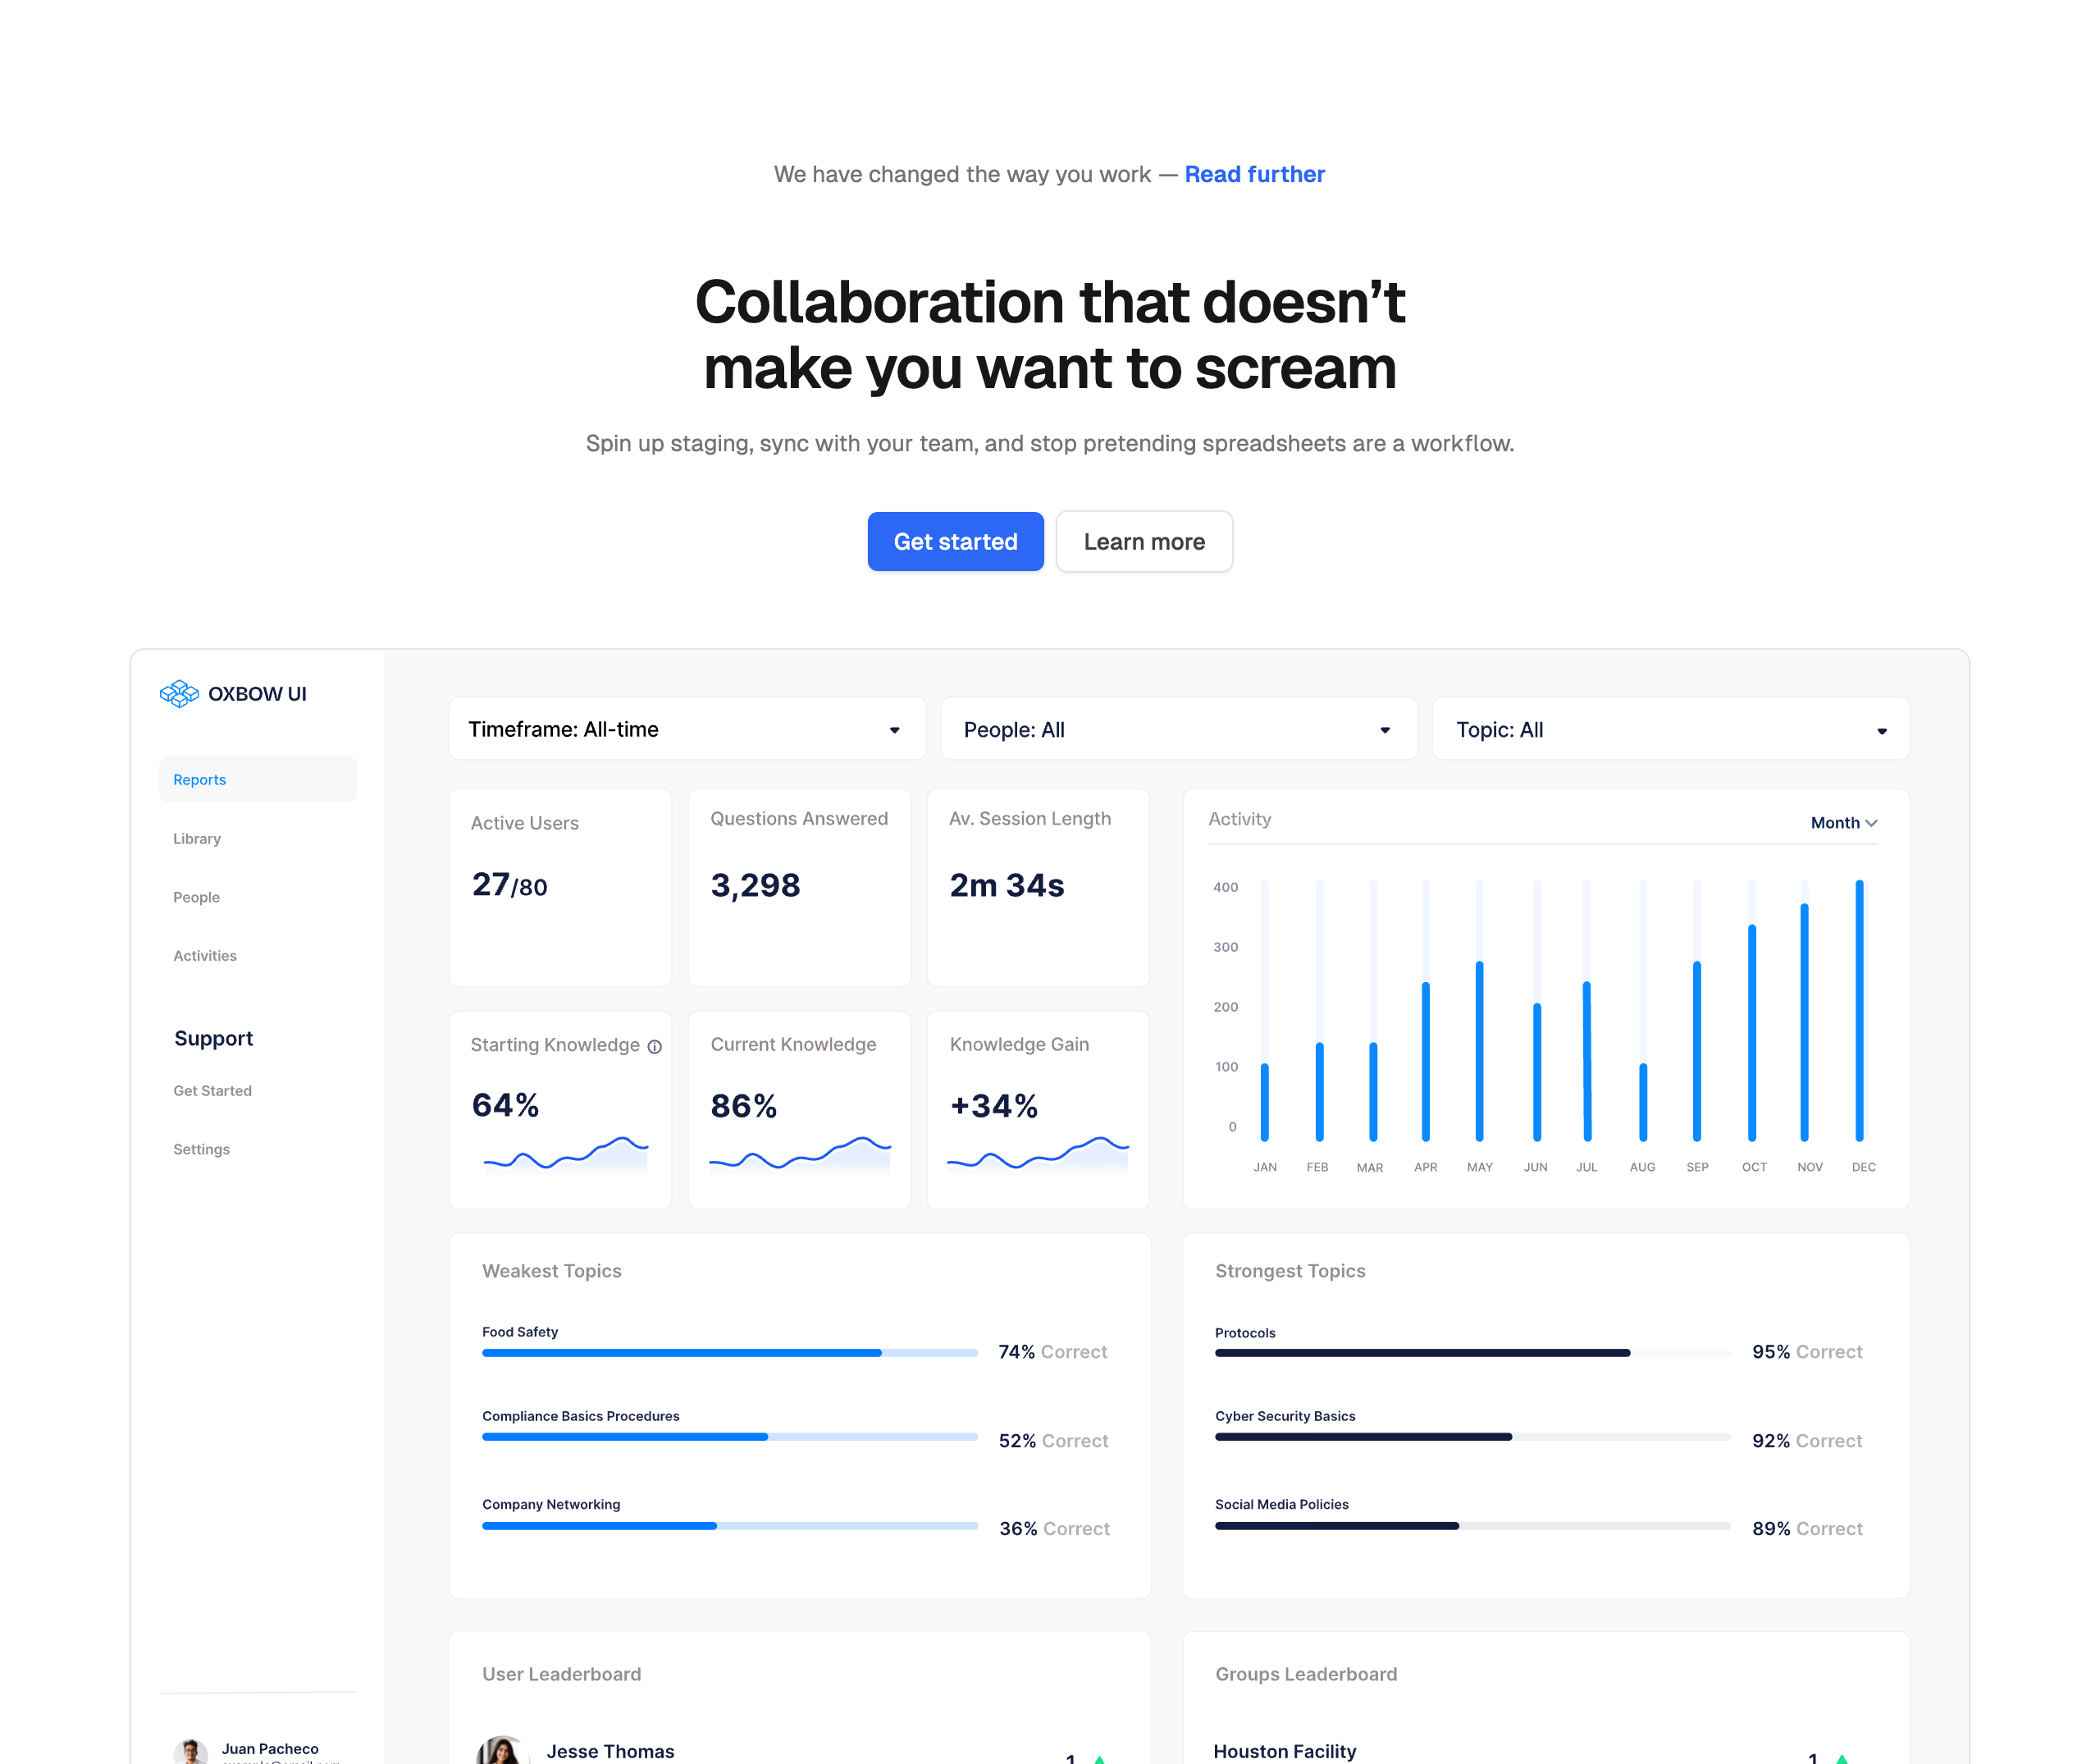 We have changed the way you work — Read further
Collaboration that doesn’t
make you want to scream
Spin up staging, sync with your team, and stop pretending spreadsheets are a workflow.
Get started
Learn more
OXBOW UI
Reports
Library
People
Activities
Support
Get Started
Settings
Juan Pacheco
Timeframe: All-time
People: All
Topic: All
Active Users
27/80
Questions Answered
3,298
Av. Session Length
2m 34s
Starting Knowledge
64%
Current Knowledge
86%
Knowledge Gain
+34%
Activity
Month
400
300
200
100
0
JAN FEB MAR APR MAY JUN JUL AUG SEP OCT NOV DEC
Weakest Topics
Food Safety
74% Correct
Compliance Basics Procedures
52% Correct
Company Networking
36% Correct
Strongest Topics
Protocols
95% Correct
Cyber Security Basics
92% Correct
Social Media Policies
89% Correct
User Leaderboard
Jesse Thomas
1
Groups Leaderboard
Houston Facility
1